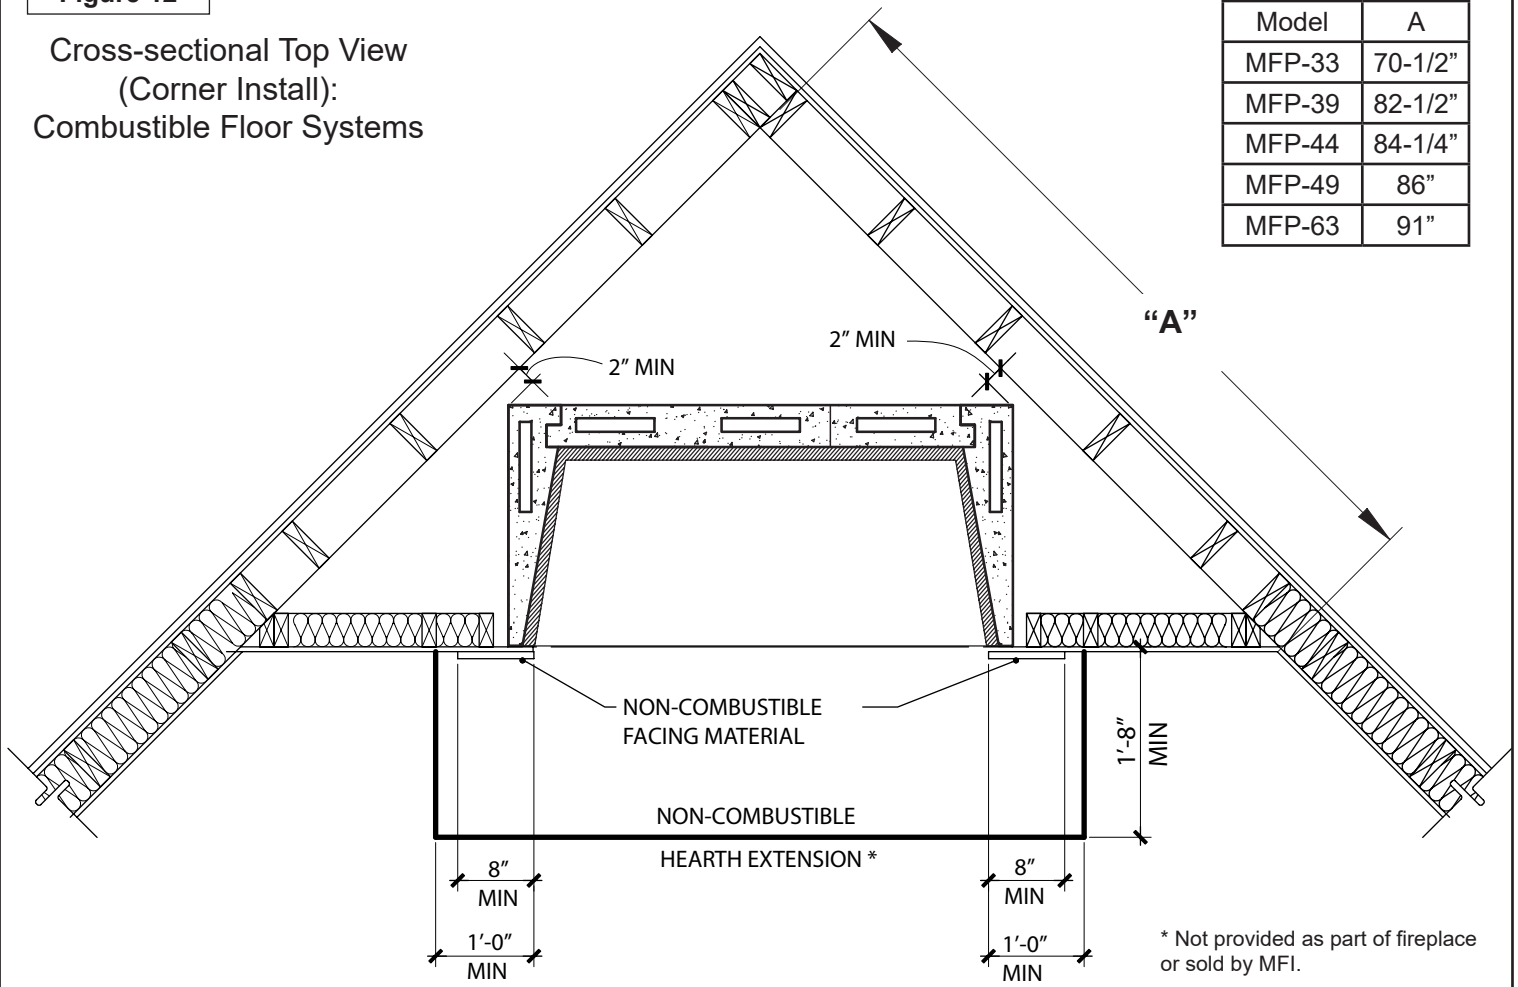 Figure 12
Cross-sectional Top View
(Corner Install):
Combustible Floor Systems
Model A
MFP-33 70-1/2”
MFP-39 82-1/2”
MFP-44 84-1/4”
MFP-49 86”
MFP-63 91”
“A”
2” MIN
2” MIN
NON-COMBUSTIBLE
FACING MATERIAL
1’-8”
MIN
NON-COMBUSTIBLE
HEARTH EXTENSION *
8”
MIN
8”
MIN
1’-0”
MIN
1’-0”
MIN
* Not provided as part of fireplace
or sold by MFI.